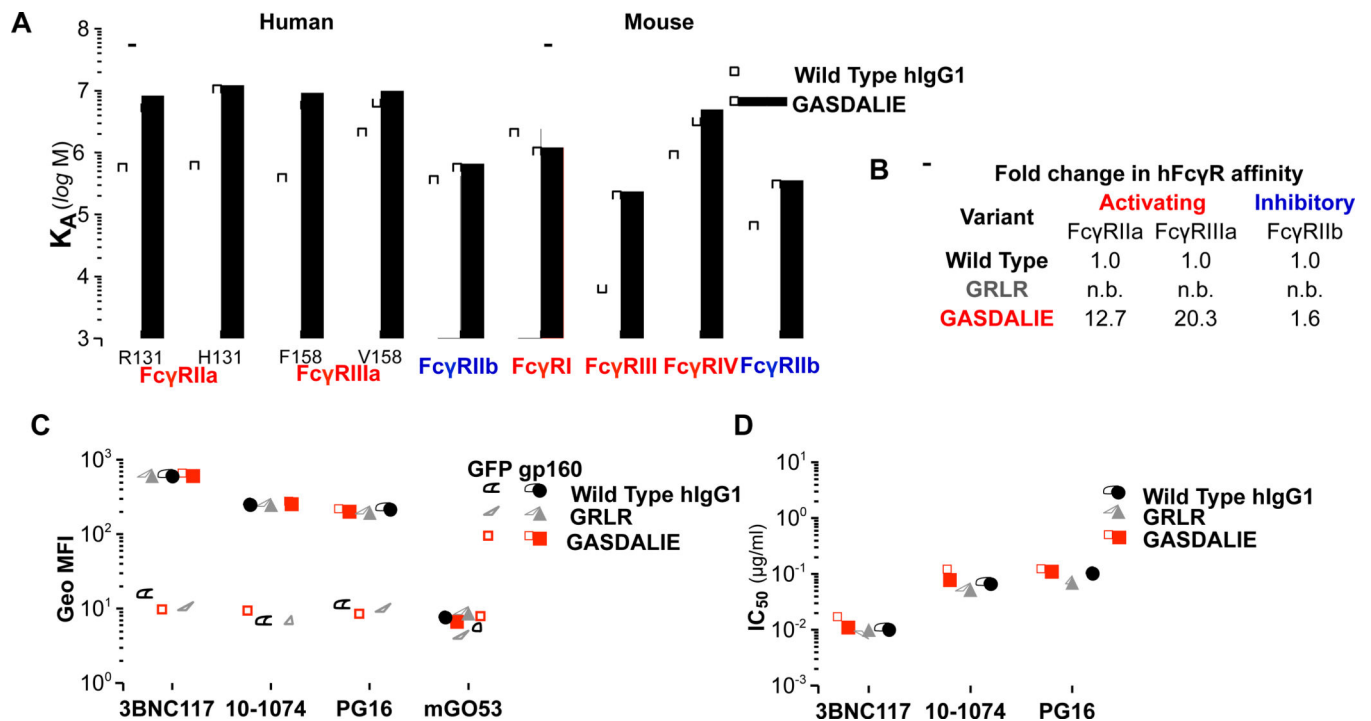 A
Human
Mouse
8
7
6
5
4
3
K_A (log M)
Wild Type hIgG1
GASDALIE
R131 H131 F158 V158
FcγRIIa FcγRIIIa FcγRIIb FcγRI FcγRIII FcγRIV FcγRIIb
B
Fold change in hFcγR affinity
Variant Activating Inhibitory
FcγRIIa FcγRIIIa FcγRIIb
Wild Type 1.0 1.0 1.0
GRLR n.b. n.b. n.b.
GASDALIE 12.7 20.3 1.6
C
10³
10²
10¹
10⁰
Geo MFI
GFP gp160
Wild Type hIgG1
GRLR
GASDALIE
3BNC117 10-1074 PG16 mGO53
D
10¹
10⁰
10⁻¹
10⁻²
10⁻³
IC₅₀ (µg/ml)
Wild Type hIgG1
GRLR
GASDALIE
3BNC117 10-1074 PG16